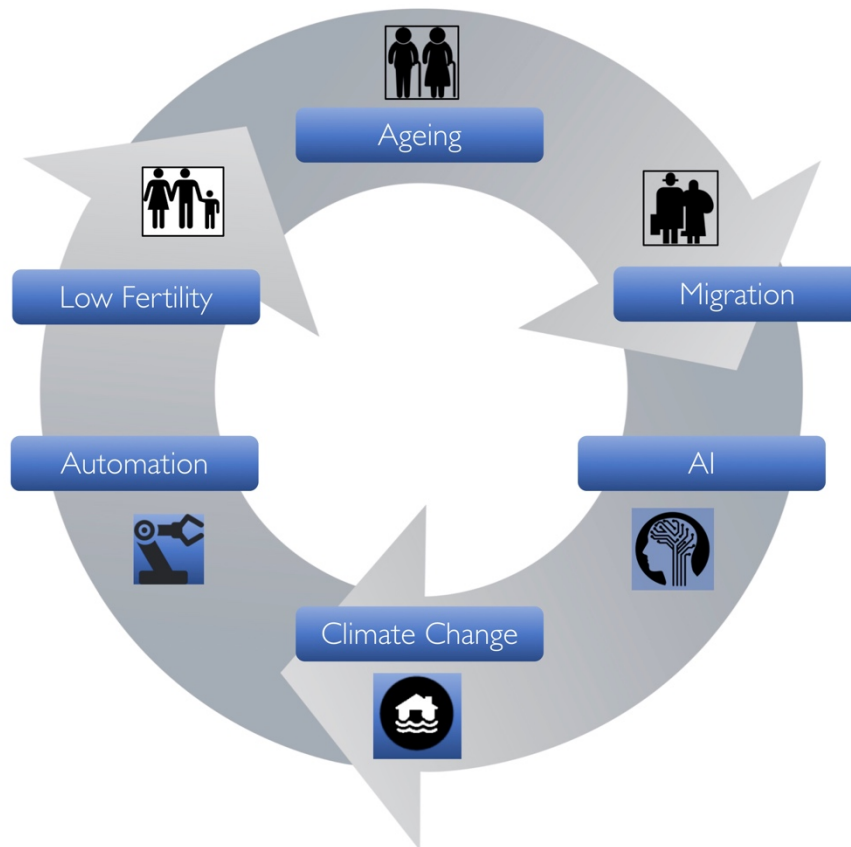 Ageing
Low Fertility
Migration
Automation
AI
Climate Change